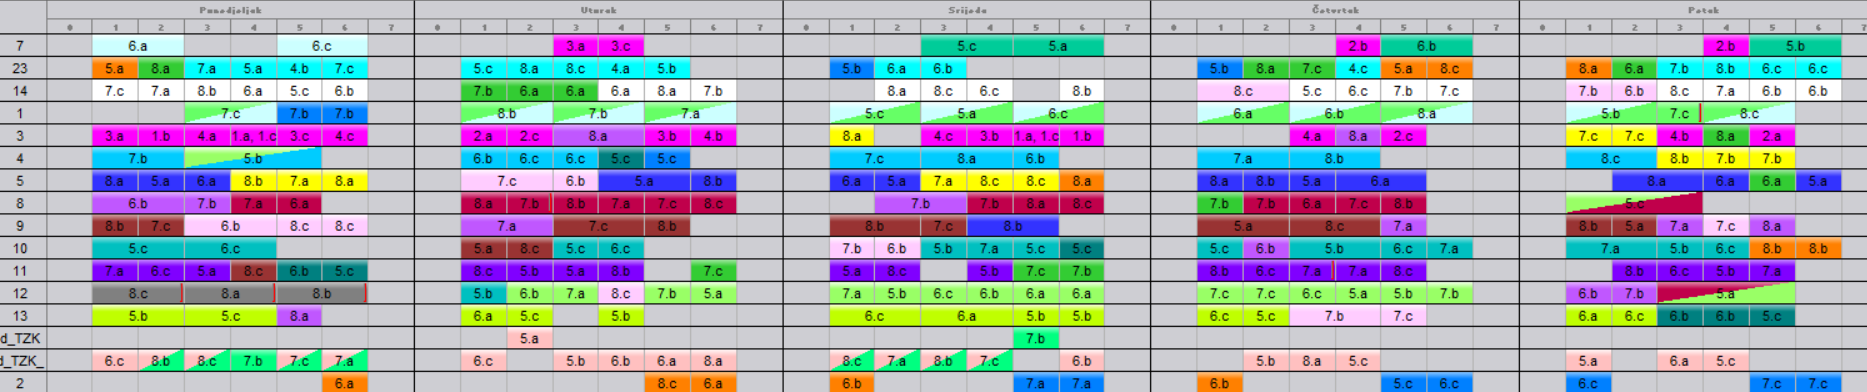 Ponedjeljak Utorak Srijeda Četvrtak Petak
0 1 2 3 4 5 6 7 0 1 2 3 4 5 6 7 0 1 2 3 4 5 6 7 0 1 2 3 4 5 6 7 0 1 2 3 4 5 6 7
7 6.a 6.c 3.a 3.c 5.c 5.a 2.b 6.b 2.b 5.b
23 5.a 8.a 7.a 5.a 4.b 7.c 5.c 8.a 8.c 4.a 5.b 5.b 6.a 6.b 5.b 8.a 7.c 4.c 5.a 8.c 8.a 6.a 7.b 8.b 6.c 6.c
14 7.c 7.a 8.b 6.a 5.c 6.b 7.b 6.a 6.a 6.a 8.a 7.b 8.a 8.c 6.c 8.b 8.c 5.c 6.c 7.b 7.c 7.b 6.b 8.c 7.a 6.b 6.b
1 7.c 7.b 7.b 8.b 7.b 7.a 5.c 5.a 6.c 6.a 6.b 8.a 5.b 7.c 8.c
3 3.a 1.b 4.a 1.a, 1.c 3.c 4.c 2.a 2.c 8.a 3.b 4.b 8.a 4.c 3.b 1.a, 1.c 1.b 4.a 8.a 2.c 7.c 7.c 4.b 8.a 2.a
4 7.b 5.b 6.b 6.c 6.c 5.c 5.c 7.c 8.a 6.b 7.a 8.b 8.c 8.b 7.b 7.b
5 8.a 5.a 6.a 8.b 7.a 8.a 7.c 6.b 5.a 8.b 6.a 5.a 7.a 8.c 8.c 8.a 8.a 8.b 5.a 6.a 8.a 6.a 6.a 5.a
8 6.b 7.b 7.a 6.a 8.a 7.b 8.b 7.a 7.c 8.c 7.b 7.b 8.a 8.c 7.b 7.b 6.a 7.c 8.b 5.c
9 8.b 7.c 6.b 8.c 8.c 7.a 7.c 8.b 8.b 7.c 8.b 5.a 8.c 7.a 8.b 5.a 7.a 7.c 8.a
10 5.c 6.c 5.a 8.c 5.c 6.c 7.b 6.b 5.b 7.a 5.c 5.c 5.c 6.b 5.b 6.c 7.a 7.a 5.b 6.c 8.b 8.b
11 7.a 6.c 5.a 8.c 6.b 5.c 8.c 5.b 5.a 8.b 7.c 5.a 8.c 5.b 7.c 7.b 8.b 6.c 7.a 7.a 8.c 8.b 6.c 5.b 7.a
12 8.c 8.a 8.b 5.b 6.b 7.a 8.c 7.b 5.a 7.a 5.b 6.c 6.b 6.a 6.a 7.c 7.c 6.c 5.a 5.b 7.b 6.b 7.b 5.a
13 5.b 5.c 8.a 6.a 5.c 5.b 6.c 6.a 5.b 5.b 6.c 5.c 7.b 7.c 6.a 6.c 6.b 6.b 5.c
d_TZK 5.a 7.b
d_TZK_ 6.c 8.b 8.c 7.b 7.c 7.a 6.c 5.b 6.b 6.a 8.a 8.c 7.a 8.b 7.c 6.b 5.b 8.a 5.c 5.a 6.a 5.c
2 6.a 8.c 6.a 6.b 7.a 7.a 6.b 5.c 6.c 6.c 7.b 7.c